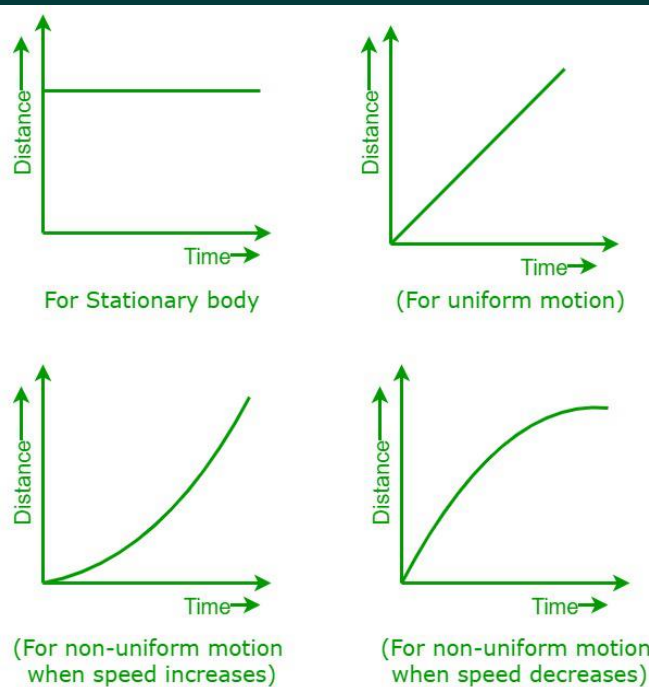 Distance
Time
For Stationary body
Distance
Time
(For uniform motion)
Distance
Time
(For non-uniform motion
when speed increases)
Distance
Time
(For non-uniform motion
when speed decreases)